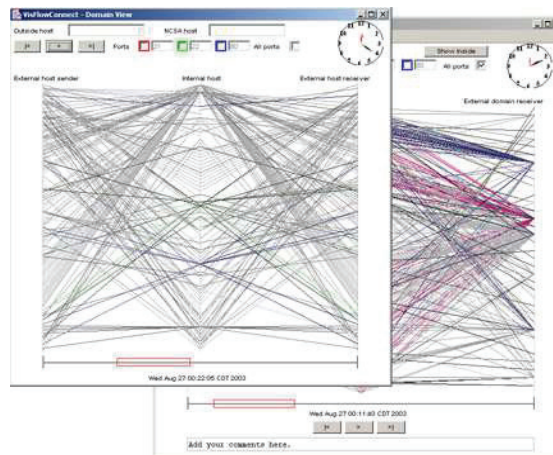 VisFlowConnect - Domain View
Outside host
NCSA host
Ports
All ports
External host sender
Internal host
External host receiver
Wed Aug 27 00:22:05 CDT 2003
Show Inside
All ports
External domain receiver
Wed Aug 27 00:11:43 CDT 2003
Add your comments here.